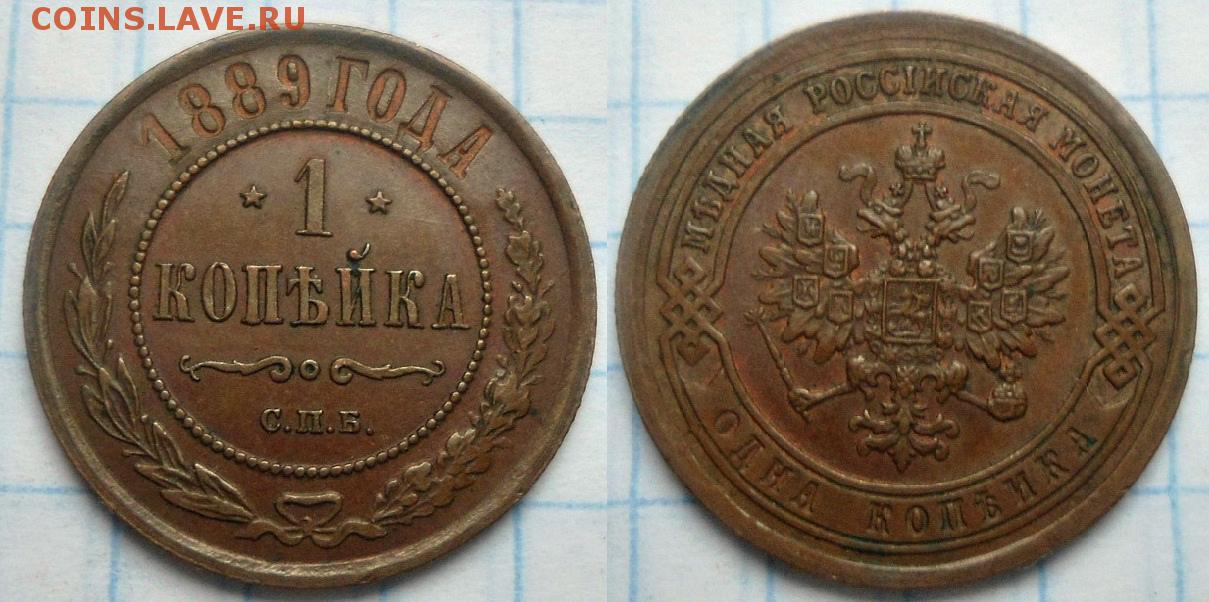 COINS.LAVE.RU
1889 ГОДА
1
КОПѢЙКА
С.П.Б.
МѢДНАЯ РОССІЙСКАЯ МОНЕТА
ОДНА КОПѢЙКА